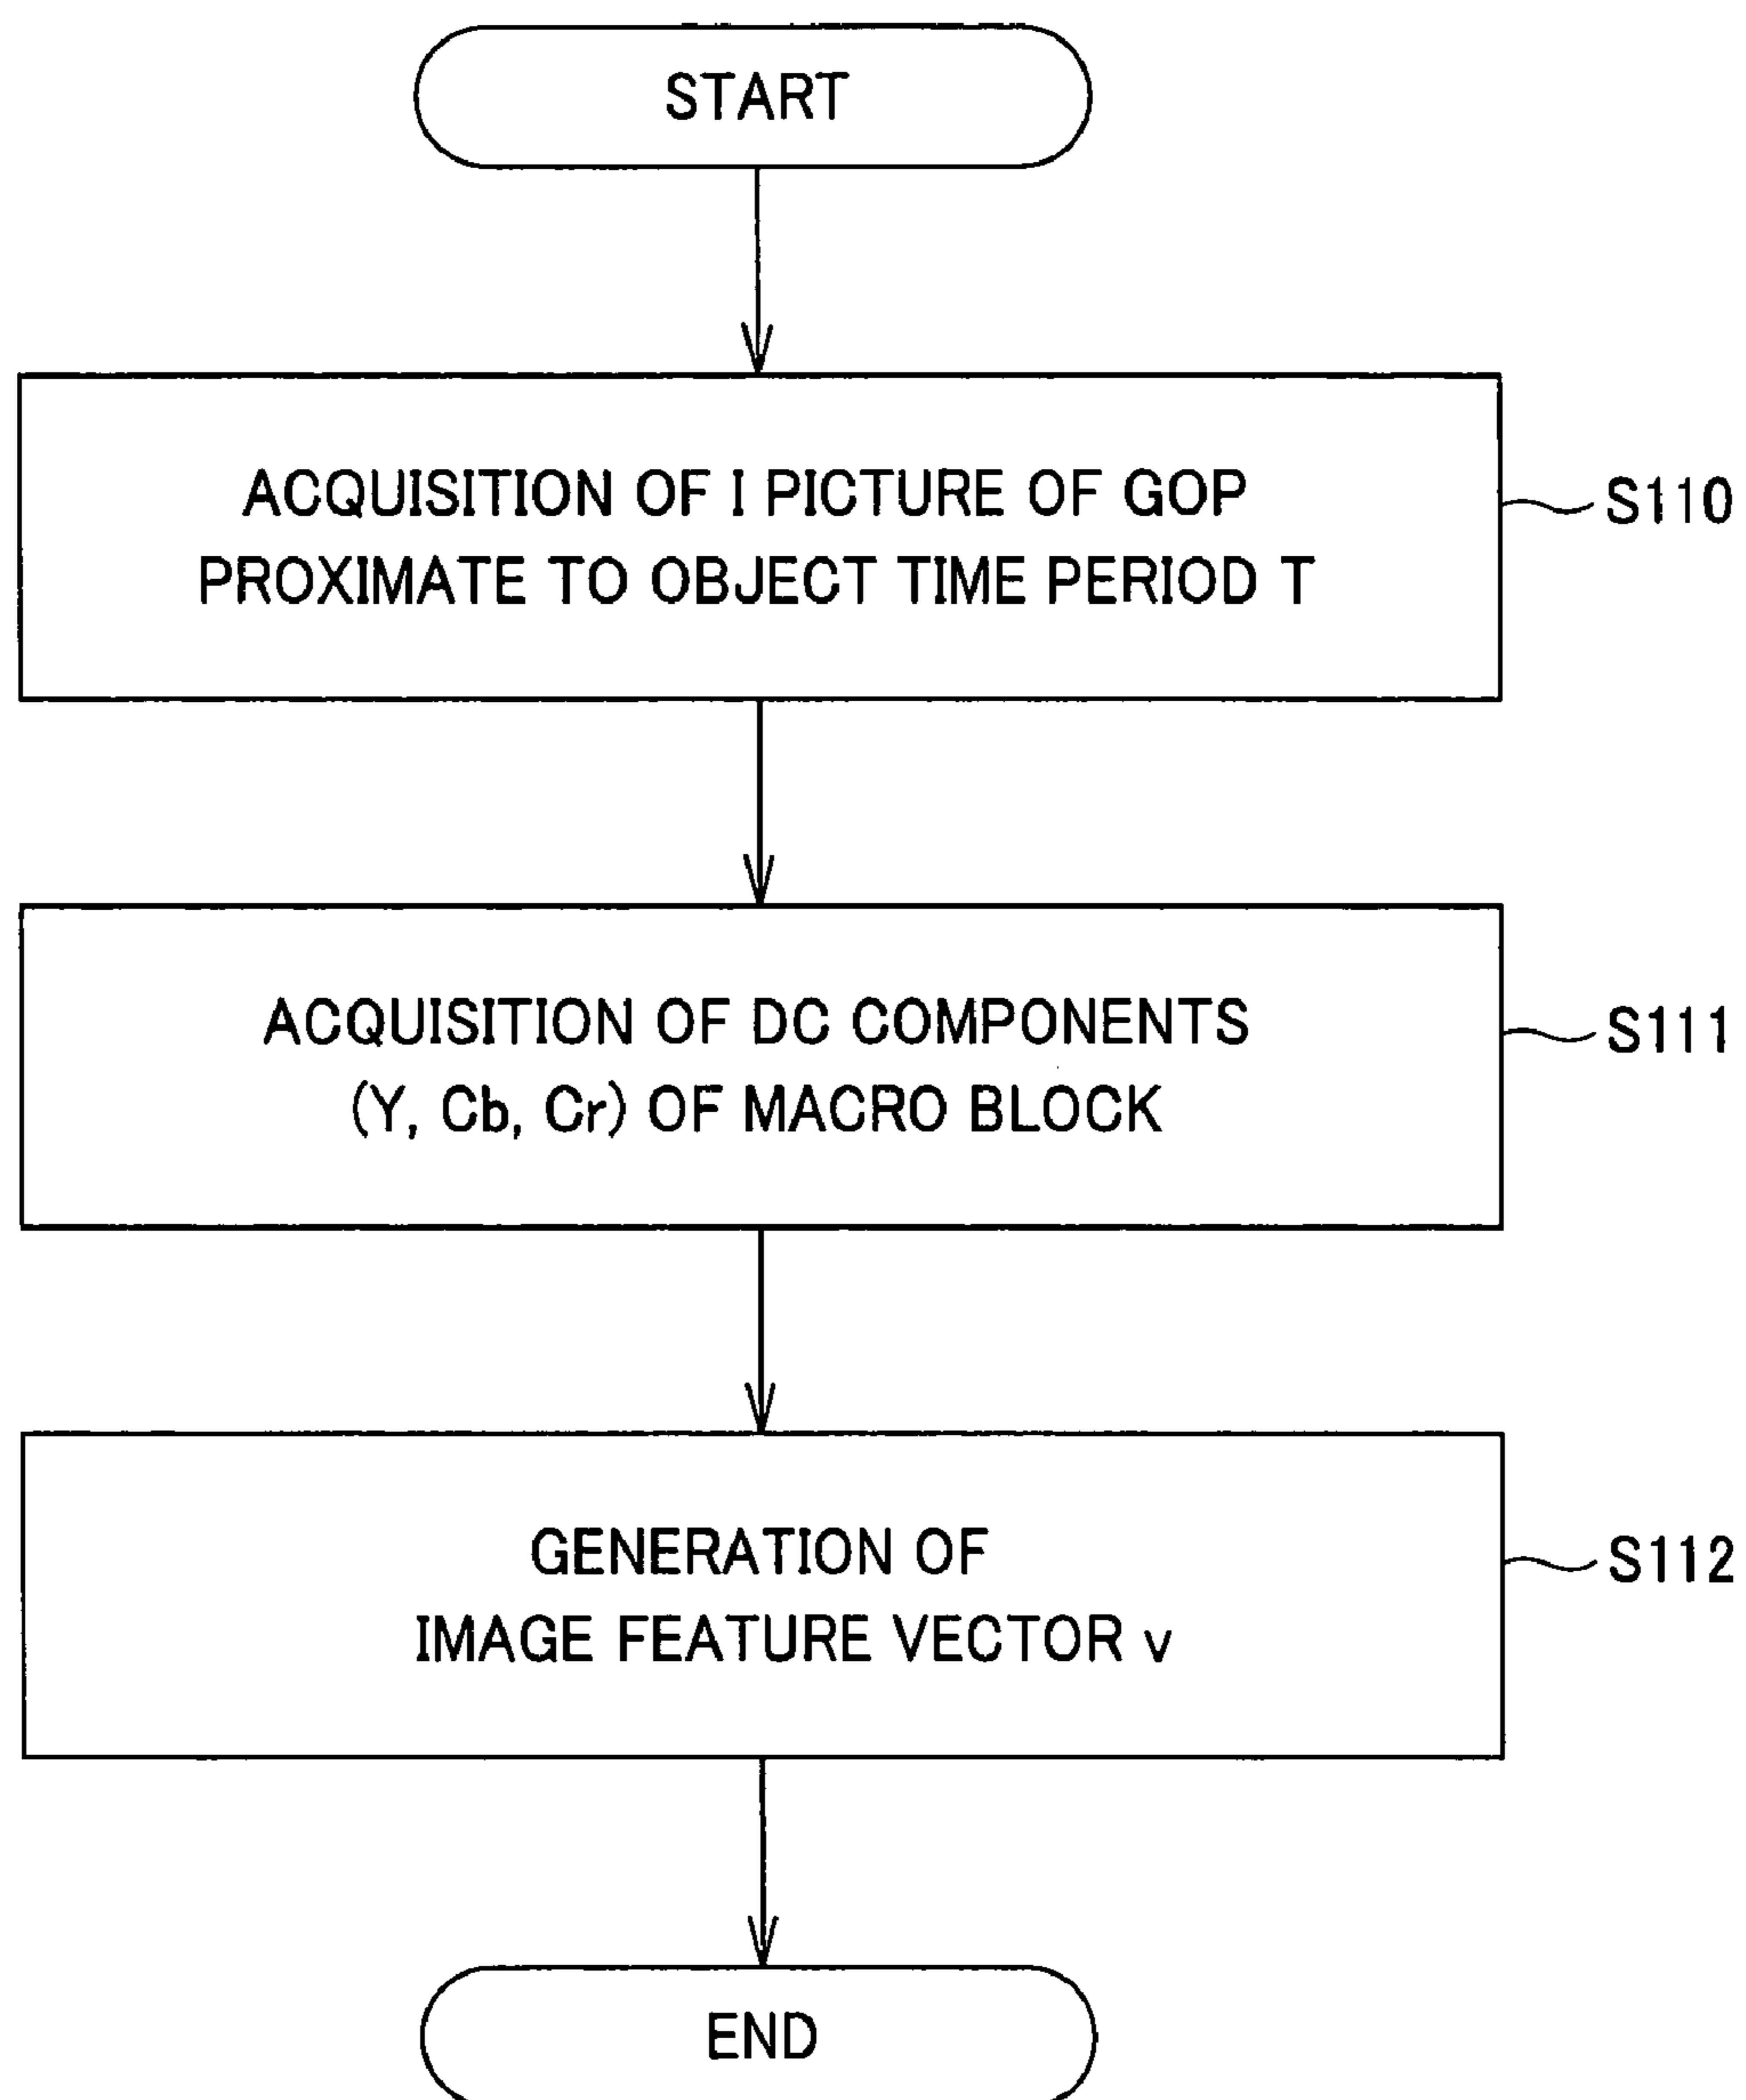 START
ACQUISITION OF I PICTURE OF GOP
PROXIMATE TO OBJECT TIME PERIOD T
S110
ACQUISITION OF DC COMPONENTS
(Y, Cb, Cr) OF MACRO BLOCK
S111
GENERATION OF
IMAGE FEATURE VECTOR v
S112
END